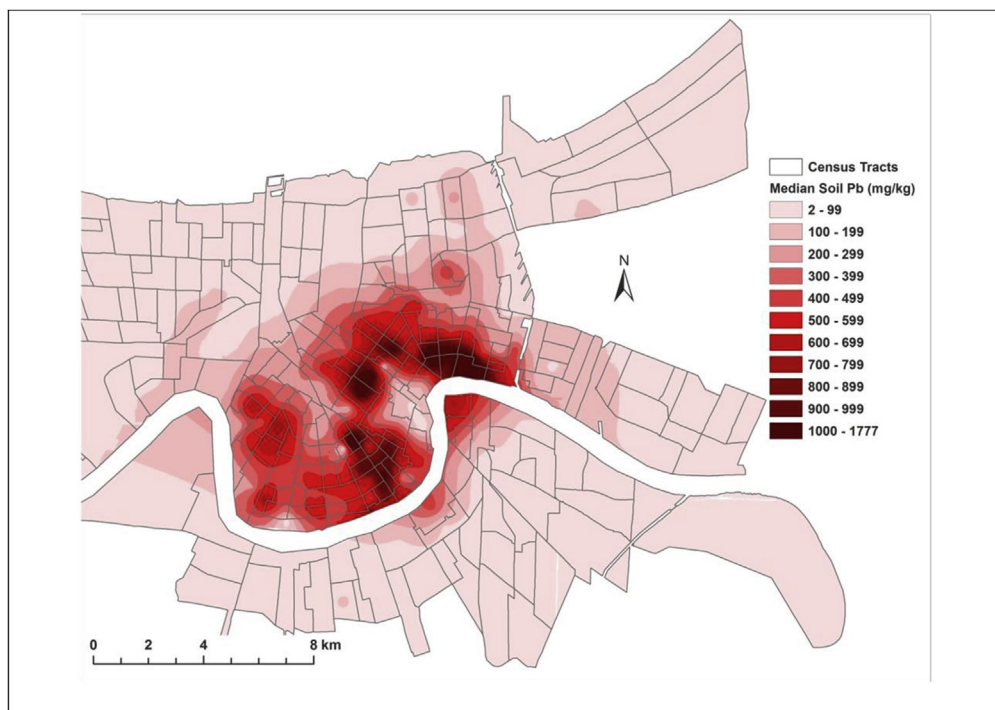 Census Tracts
Median Soil Pb (mg/kg)
2 - 99
100 - 199
200 - 299
300 - 399
400 - 499
500 - 599
600 - 699
700 - 799
800 - 899
900 - 999
1000 - 1777
N
0 2 4 8 km